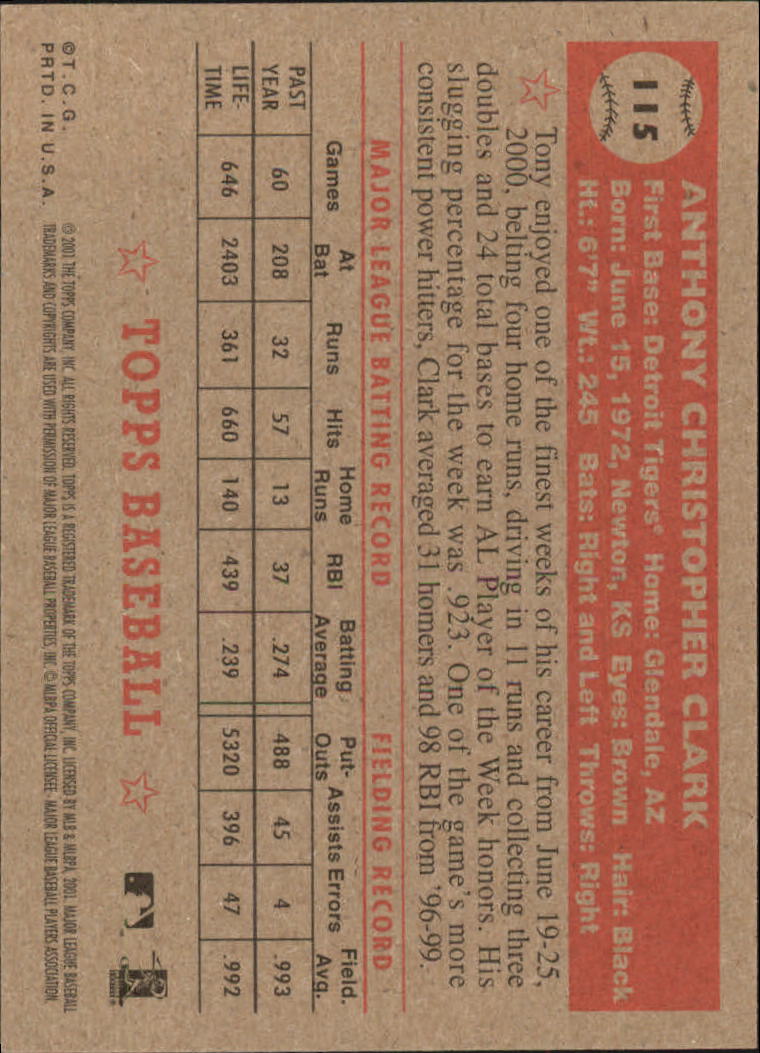 115
ANTHONY CHRISTOPHER CLARK
First Base: Detroit Tigers® Home: Glendale, AZ
Born: June 15, 1972, Newton, KS Eyes: Brown Hair: Black
Ht.: 6'7" Wt.: 245 Bats: Right and Left Throws: Right
Tony enjoyed one of the finest weeks of his career from June 19-25,
2000, belting four home runs, driving in 11 runs and collecting three
doubles and 24 total bases to earn AL Player of the Week honors. His
slugging percentage for the week was .923. One of the game's more
consistent power hitters, Clark averaged 31 homers and 98 RBI from '96-99.
MAJOR LEAGUE BATTING RECORD FIELDING RECORD
Games At Bat Runs Hits Home Runs RBI Batting Average Put-Outs Assists Errors Field. Avg.
PAST YEAR 60 208 32 57 13 37 .274 488 45 4 .993
LIFE-TIME 646 2403 361 660 140 439 .239 5320 396 47 .992
TOPPS BASEBALL
©T.C.G. © 2001 THE TOPPS COMPANY, INC. ALL RIGHTS RESERVED. TOPPS IS A REGISTERED TRADEMARK OF THE TOPPS COMPANY, INC. LICENSED BY MLB & MLBPA, 2001. MAJOR LEAGUE BASEBALL
PRTD. IN U.S.A. TRADEMARKS AND COPYRIGHTS ARE USED WITH PERMISSION OF MAJOR LEAGUE BASEBALL PROPERTIES, INC. © MLBPA OFFICIAL LICENSEE- MAJOR LEAGUE BASEBALL PLAYERS ASSOCIATION.